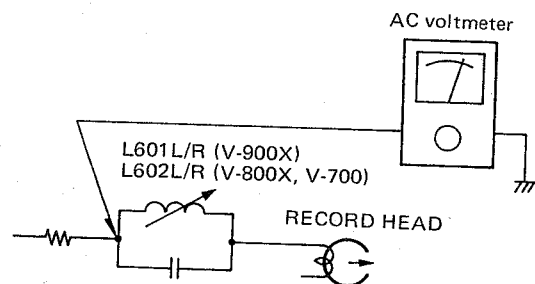 AC voltmeter
L601L/R (V-900X)
L602L/R (V-800X, V-700)
RECORD HEAD